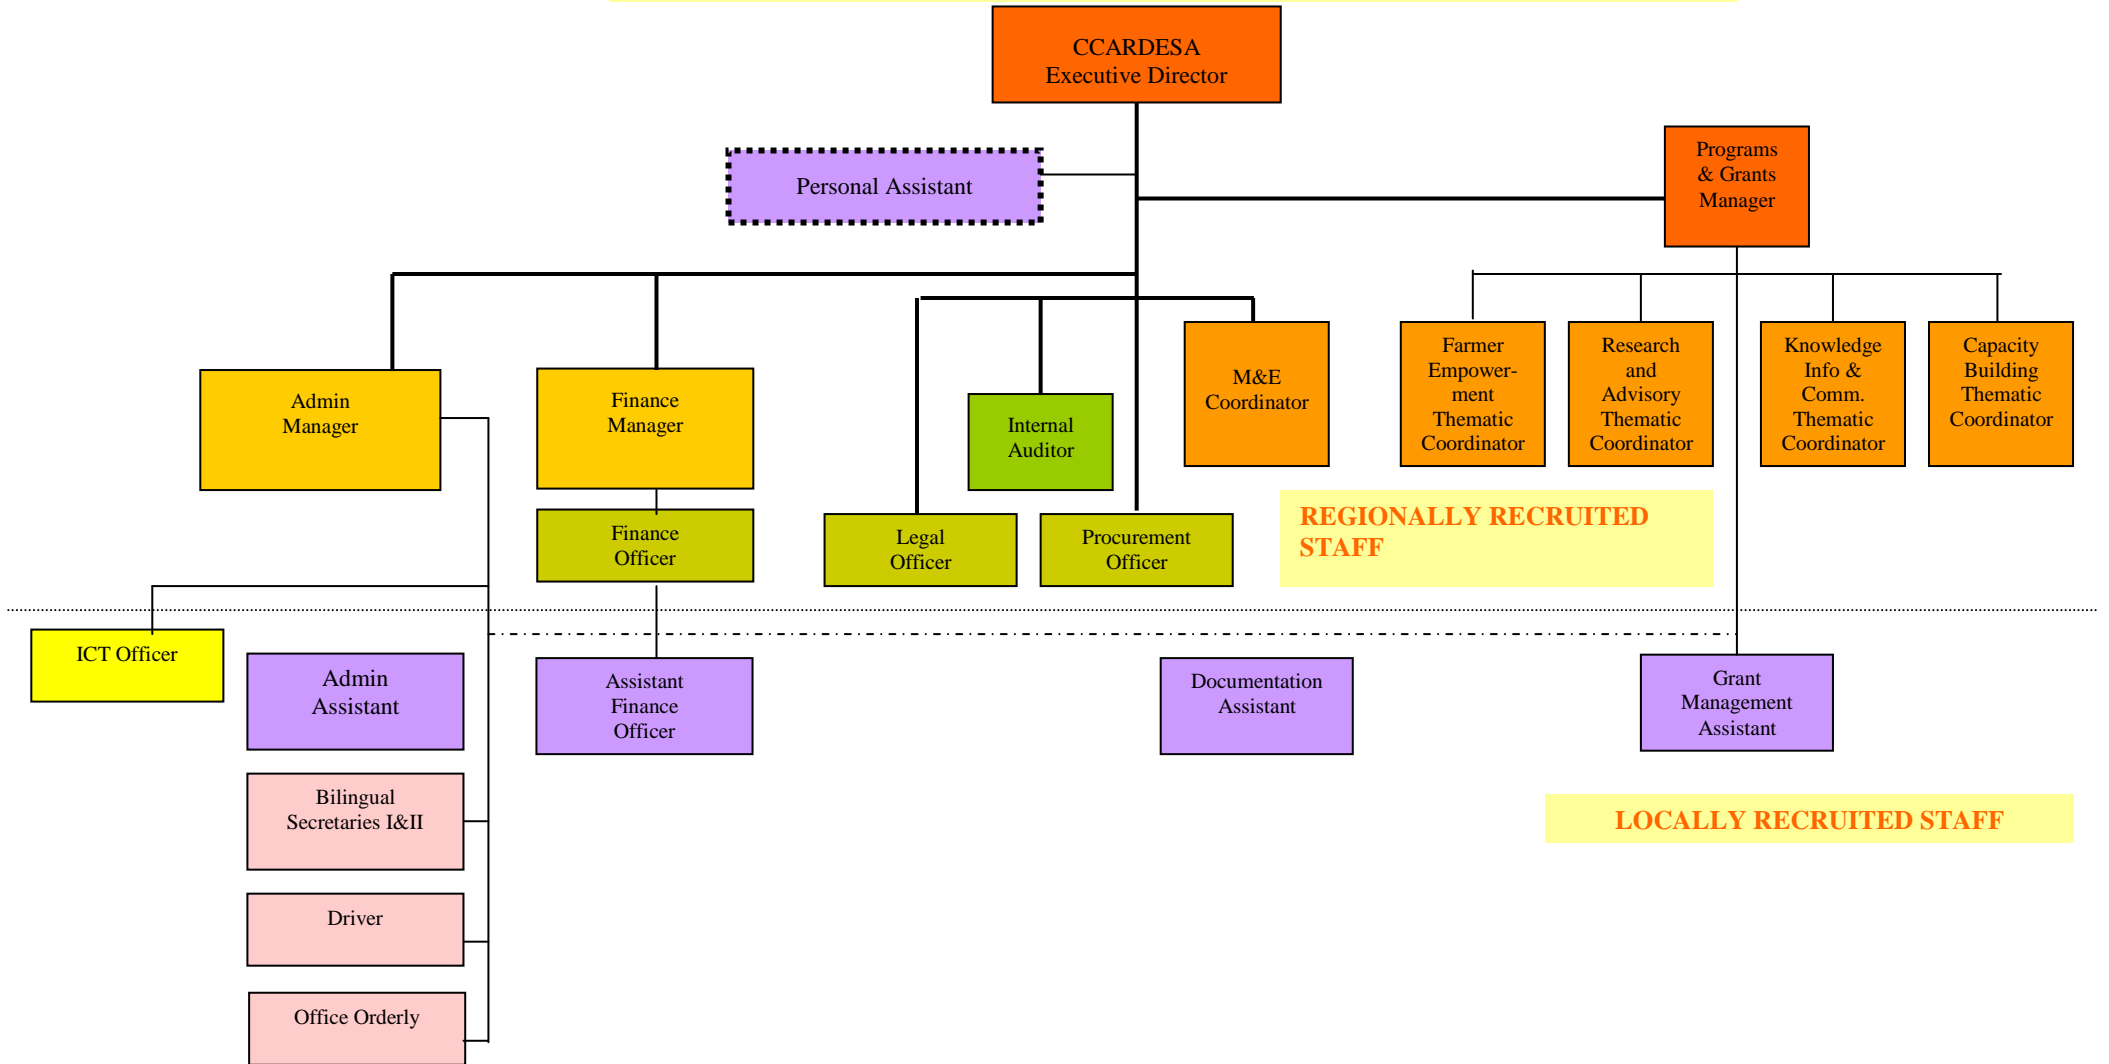 CCARDESA
Executive Director
Programs
& Grants
Manager
Personal Assistant
Admin
Manager
Finance
Manager
Internal
Auditor
M&E
Coordinator
Farmer
Empower-
ment
Thematic
Coordinator
Research
and
Advisory
Thematic
Coordinator
Knowledge
Info &
Comm.
Thematic
Coordinator
Capacity
Building
Thematic
Coordinator
Finance
Officer
Legal
Officer
Procurement
Officer
REGIONALLY RECRUITED
STAFF
ICT Officer
Admin
Assistant
Assistant
Finance
Officer
Documentation
Assistant
Grant
Management
Assistant
Bilingual
Secretaries I&II
LOCALLY RECRUITED STAFF
Driver
Office Orderly